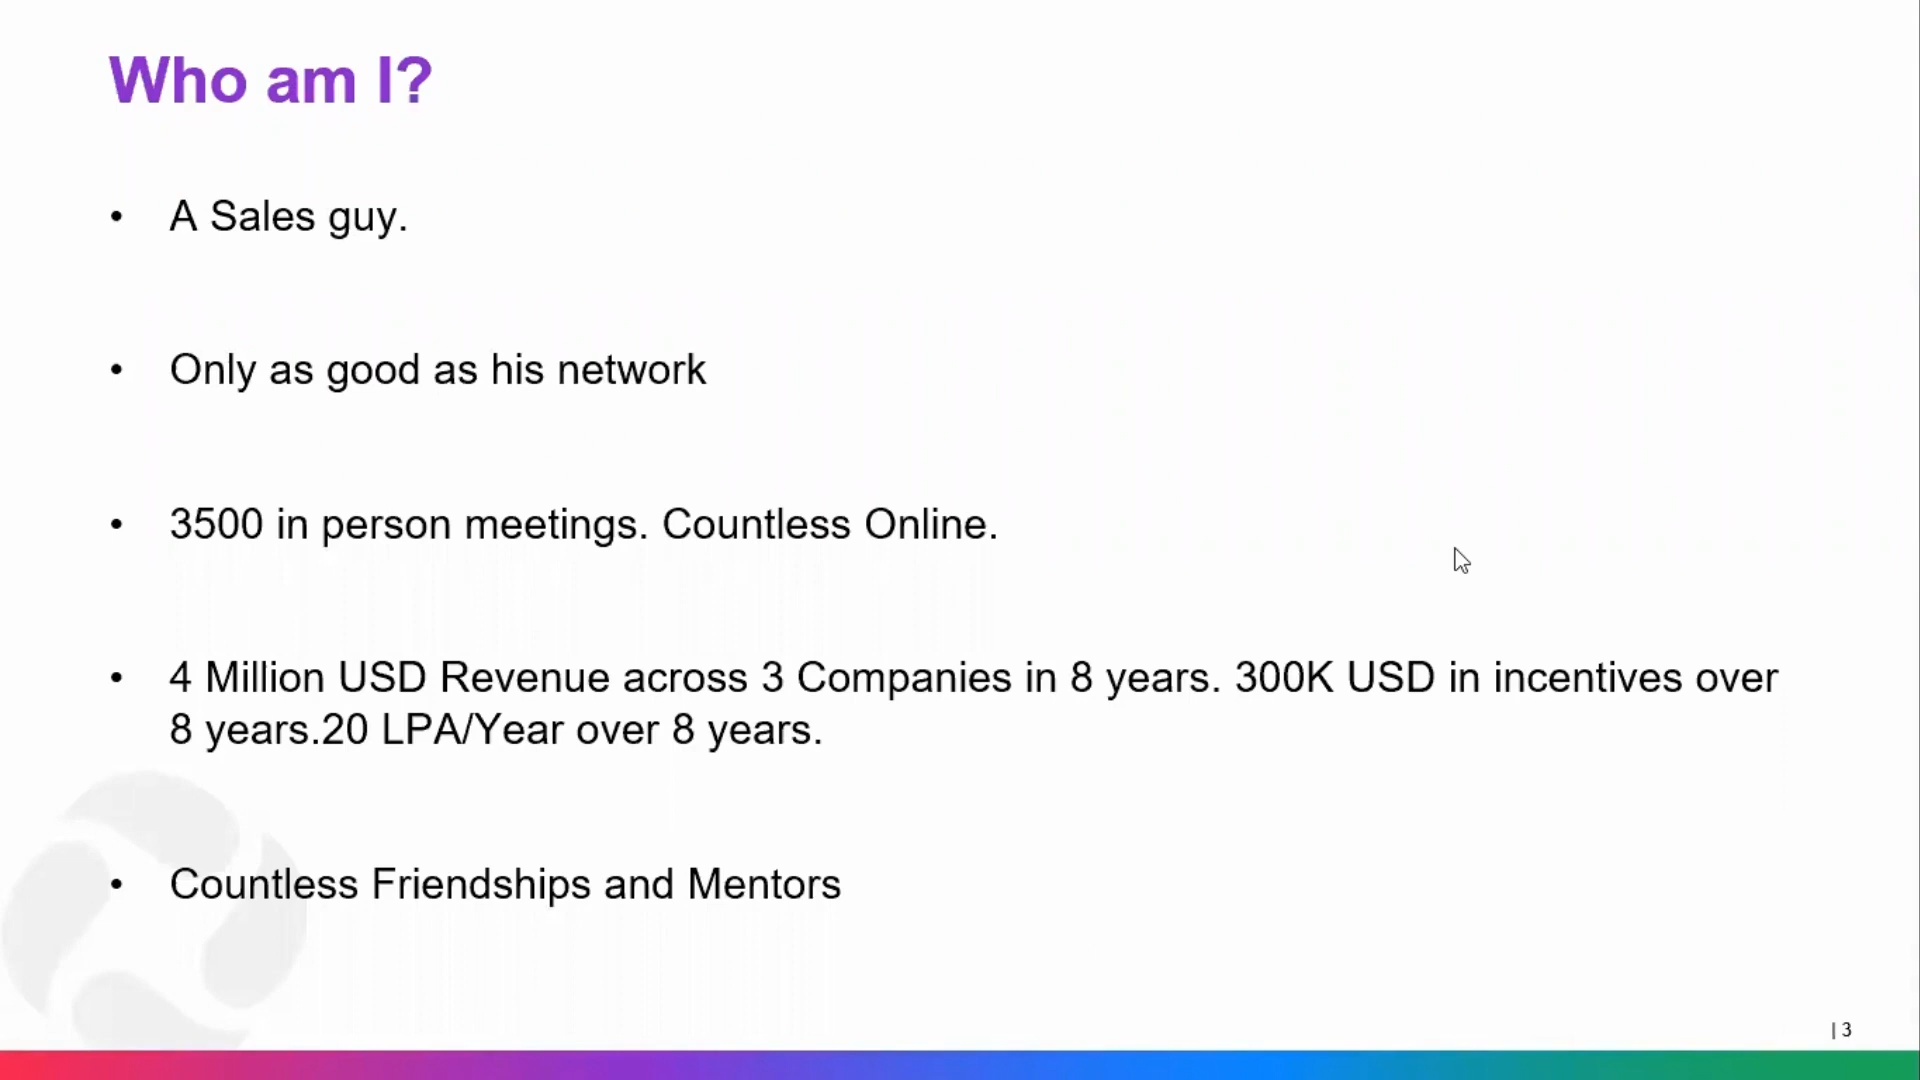 Who am I?
• A Sales guy.
• Only as good as his network
• 3500 in person meetings. Countless Online.
• 4 Million USD Revenue across 3 Companies in 8 years. 300K USD in incentives over
8 years.20 LPA/Year over 8 years.
• Countless Friendships and Mentors
| 3